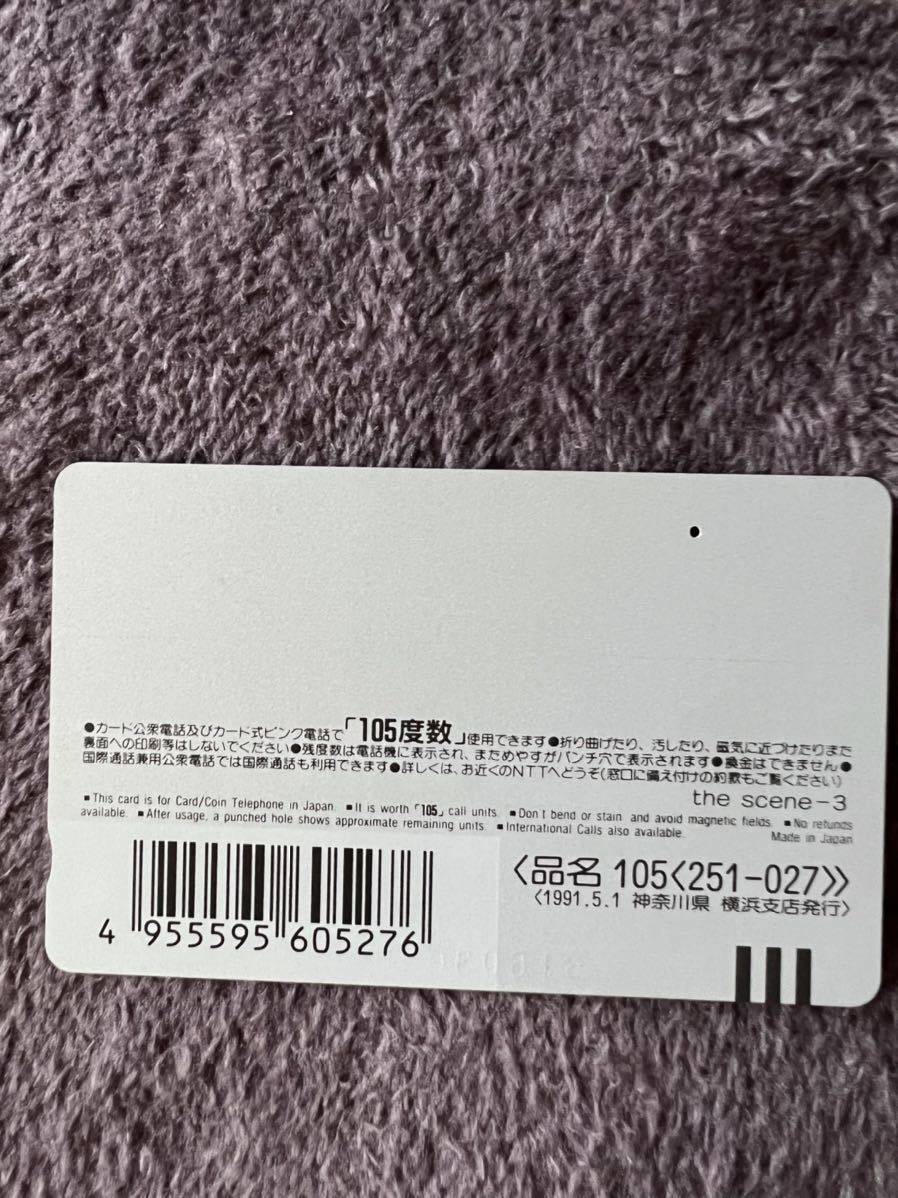 ●カード公衆電話及びカード式ピンク電話で「105度数」使用できます●折り曲げたり、汚したり、磁気に近づけたりまた
裏面への印刷等はしないでください●残度数は電話機に表示され、まためやすがパンチ穴で表示されます●換金はできません●
国際通話兼用公衆電話では国際通話も利用できます●詳しくは、お近くのNTTへどうぞ(窓口に備え付けの約款もご覧ください)
the scene-3
■This card is for Card/Coin Telephone in Japan. ■It is worth「105」call units. ■Don't bend or stain and avoid magnetic fields. ■No refunds
available. ■After usage, a punched hole shows approximate remaining units. ■International Calls also available.
Made in Japan
〈品名 105〈251-027〉〉
〈1991.5.1 神奈川県 横浜支店発行〉
4 955595 605276